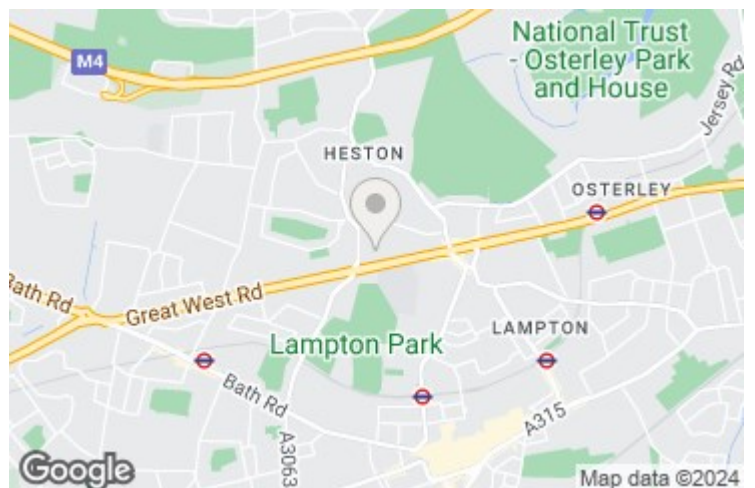 National Trust
- Osterley Park
and House
M4
Jersey Rd
HESTON
OSTERLEY
Bath Rd
Great West Rd
Lampton Park
LAMPTON
Bath Rd
A3063
A315
Google
Map data ©2024